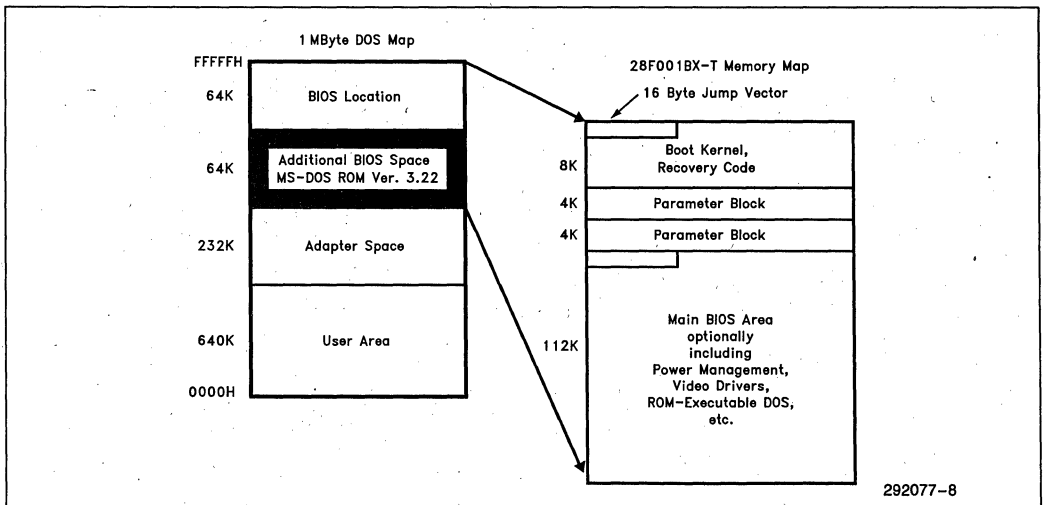 1 MByte DOS Map
FFFFFH
64K
BIOS Location
64K
Additional BIOS Space
MS-DOS ROM Ver. 3.22
232K
Adapter Space
640K
User Area
0000H
28F001BX-T Memory Map
16 Byte Jump Vector
8K
Boot Kernel,
Recovery Code
4K
Parameter Block
4K
Parameter Block
112K
Main BIOS Area
optionally
including
Power Management,
Video Drivers,
ROM-Executable DOS,
etc.
292077-8